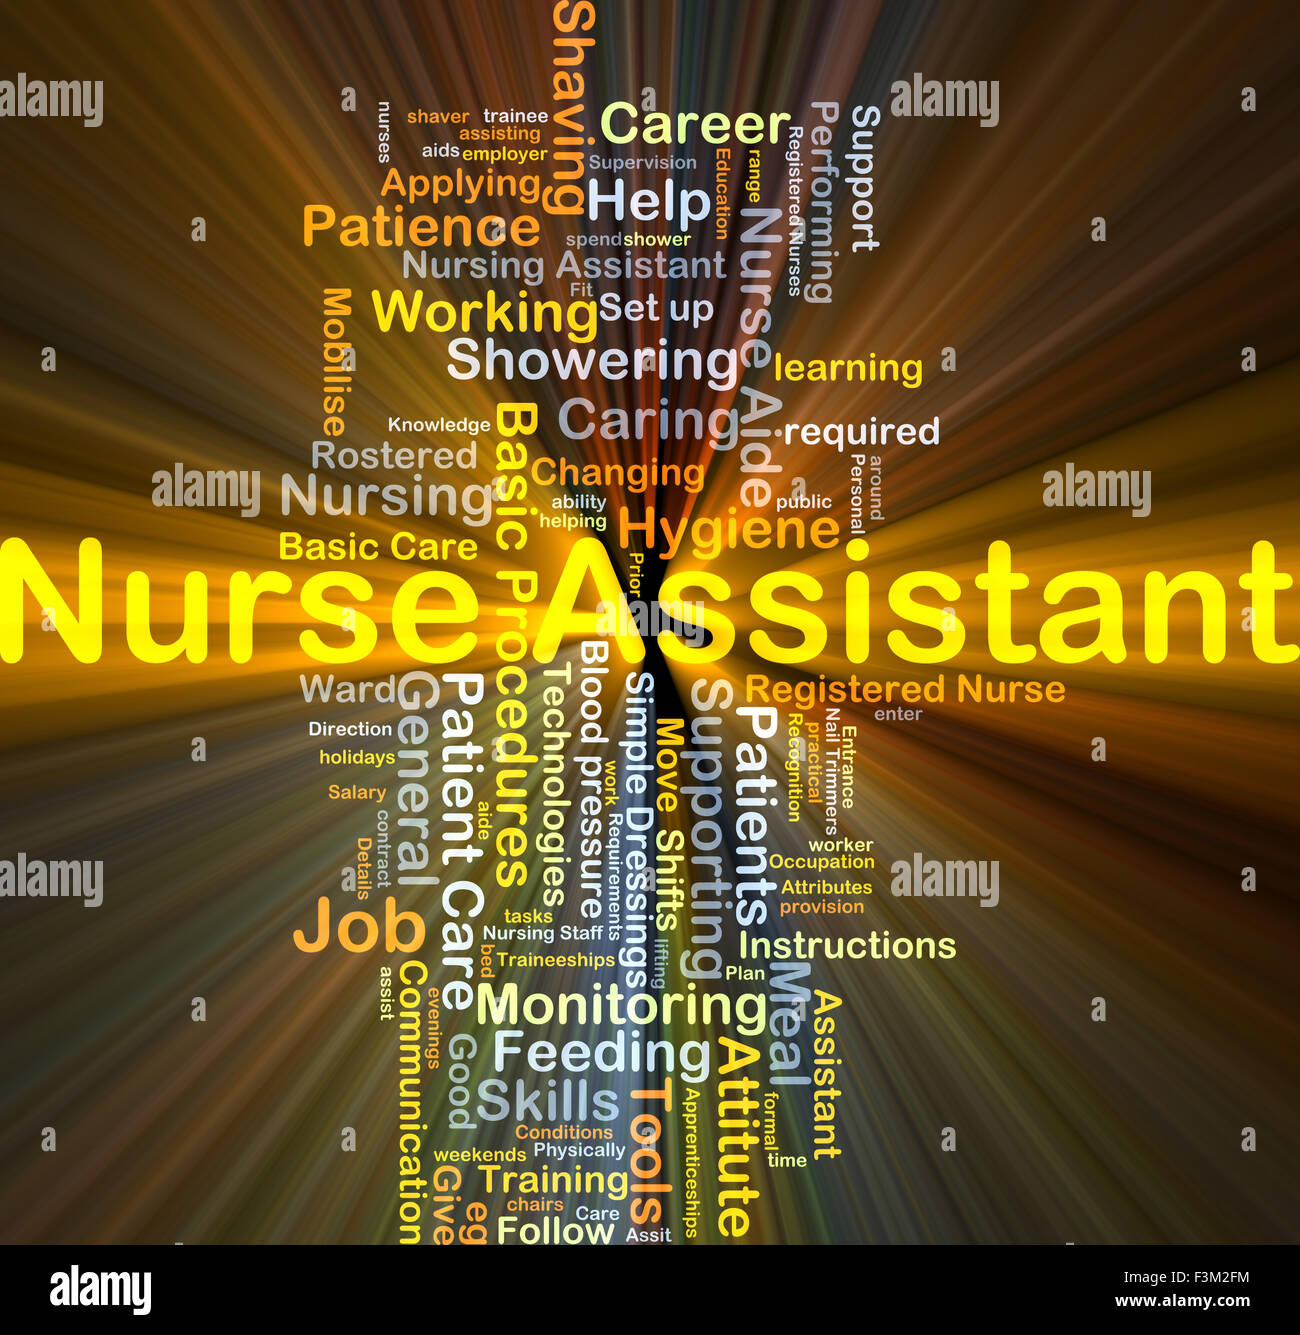 Shaving
alamy
a
alamy
a
nurses
shaver
trainee
assisting
aids
employer
Career
Supervision
Education
range
Registered Nurses
Performing
Support
Applying
Help
Patience
spend
shower
a
a
Nursing Assistant
Nurse Aide
Fit
Mobilise
Working
Set up
a
Showering
learning
a
a
Knowledge
Basic Procedures
Caring
required
Rostered
Changing
Personal
around
alamy
Nursing
ability
public
alamy
helping
Hygiene
Basic Care
Prior
Nurse Assistant
Ward
General
Patient Care
Technologies
Blood pressure
Simple Dressings
Supporting
Registered Nurse
Direction
Move Shifts
Patients
Recognition
practical
Nail Trimmers
Entrance
enter
a
a
holidays
work
Salary
contract
aide
Requirements
Details
worker
Occupation
alamy
a
Attributes
alamy
a
provision
Job
tasks
Nursing Staff
bed
Traineeships
lifting
Instructions
Plan
assist
Communication
evenings
Monitoring
Meal
Assistant
a
a
Good
Feeding
Attitute
Skills
Tools
Apprenticeships
formal
a
a
Conditions
a
a
weekends
Physically
time
Give
Training
eg
chairs
Care
Follow
Assit
alamy
Image ID: F3M2FM
www.alamy.com